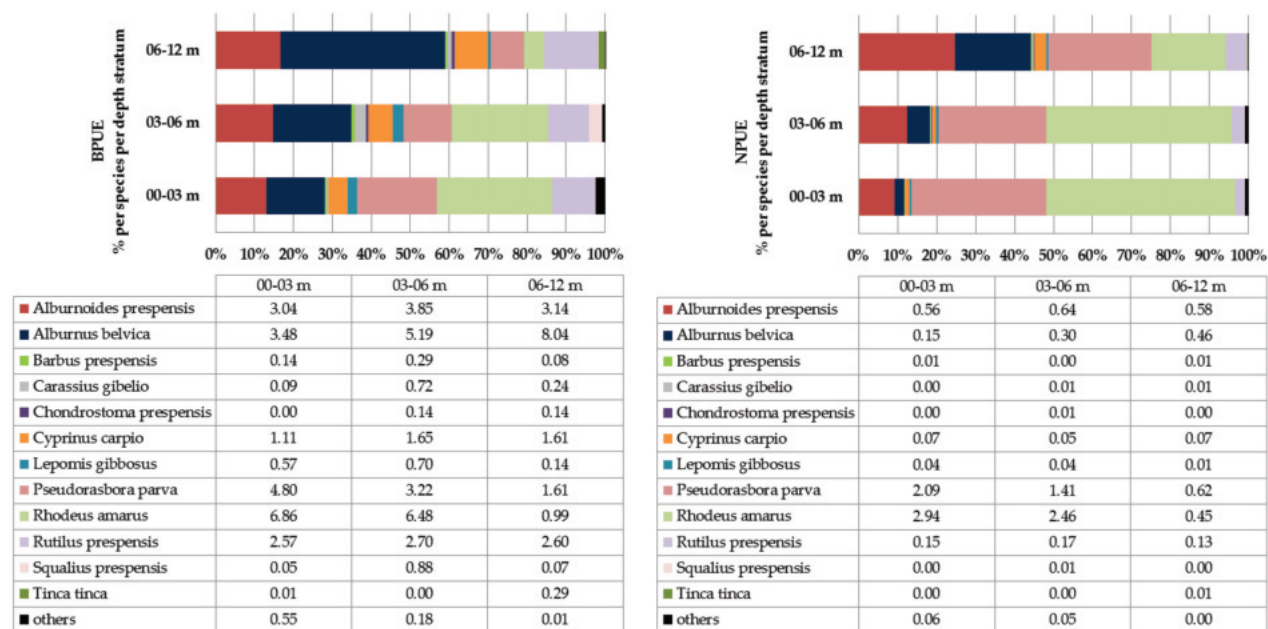 BPUE
% per species per depth stratum
06-12 m
03-06 m
00-03 m
0% 10% 20% 30% 40% 50% 60% 70% 80% 90% 100%
00-03 m 03-06 m 06-12 m
Alburnoides prespensis 3.04 3.85 3.14
Alburnus belvica 3.48 5.19 8.04
Barbus prespensis 0.14 0.29 0.08
Carassius gibelio 0.09 0.72 0.24
Chondrostoma prespensis 0.00 0.14 0.14
Cyprinus carpio 1.11 1.65 1.61
Lepomis gibbosus 0.57 0.70 0.14
Pseudorasbora parva 4.80 3.22 1.61
Rhodeus amarus 6.86 6.48 0.99
Rutilus prespensis 2.57 2.70 2.60
Squalius prespensis 0.05 0.88 0.07
Tinca tinca 0.01 0.00 0.29
others 0.55 0.18 0.01
NPUE
% per species per depth stratum
06-12 m
03-06 m
00-03 m
0% 10% 20% 30% 40% 50% 60% 70% 80% 90% 100%
00-03 m 03-06 m 06-12 m
Alburnoides prespensis 0.56 0.64 0.58
Alburnus belvica 0.15 0.30 0.46
Barbus prespensis 0.01 0.00 0.01
Carassius gibelio 0.00 0.01 0.01
Chondrostoma prespensis 0.00 0.01 0.00
Cyprinus carpio 0.07 0.05 0.07
Lepomis gibbosus 0.04 0.04 0.01
Pseudorasbora parva 2.09 1.41 0.62
Rhodeus amarus 2.94 2.46 0.45
Rutilus prespensis 0.15 0.17 0.13
Squalius prespensis 0.00 0.01 0.00
Tinca tinca 0.00 0.00 0.01
others 0.06 0.05 0.00